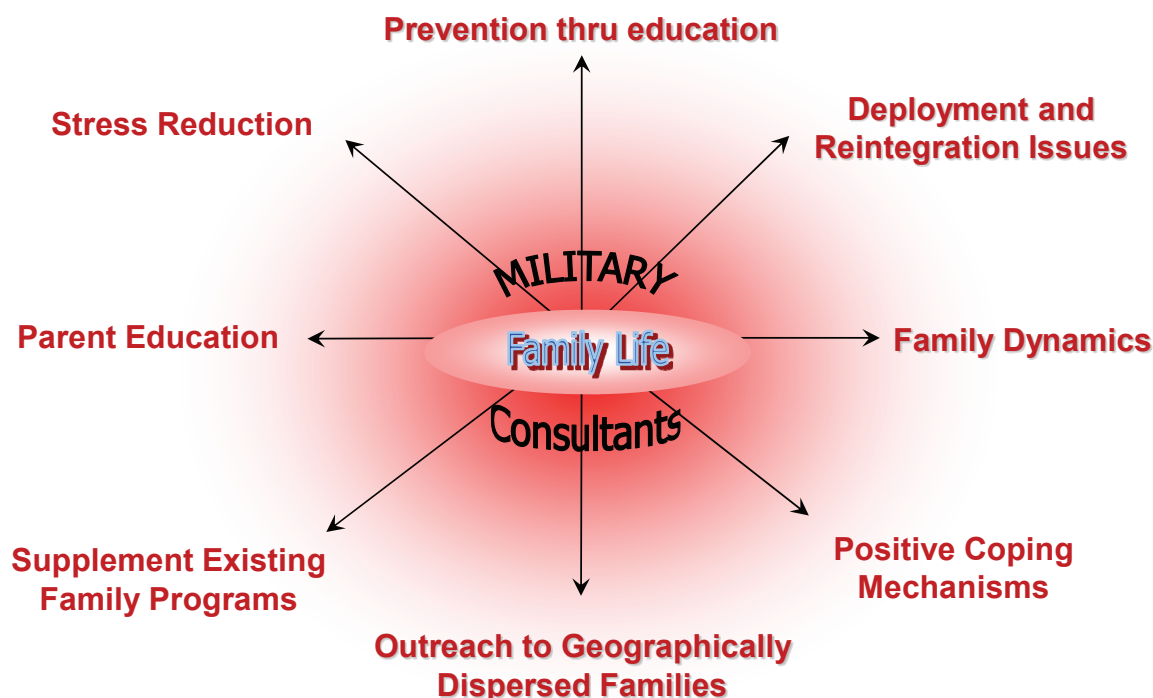 Prevention thru education
Stress Reduction
Deployment and
Reintegration Issues
MILITARY
Family Life
Consultants
Parent Education
Family Dynamics
Supplement Existing
Family Programs
Positive Coping
Mechanisms
Outreach to Geographically
Dispersed Families